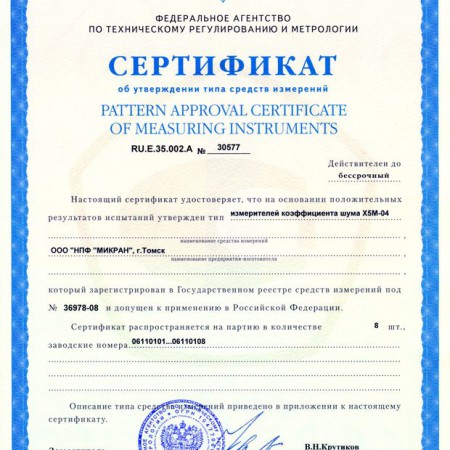 ФЕДЕРАЛЬНОЕ АГЕНТСТВО
ПО ТЕХНИЧЕСКОМУ РЕГУЛИРОВАНИЮ И МЕТРОЛОГИИ
СЕРТИФИКАТ
об утверждении типа средств измерений
PATTERN APPROVAL CERTIFICATE
OF MEASURING INSTRUMENTS
RU.E.35.002.A № 30577
Действителен до
бессрочный
Настоящий сертификат удостоверяет, что на основании положительных
результатов испытаний утвержден тип измерителей коэффициента шума Х5М-04
наименование средства измерений
ООО "НПФ "МИКРАН", г.Томск
наименование предприятия-изготовителя
который зарегистрирован в Государственном реестре средств измерений под
№ 36978-08 и допущен к применению в Российской Федерации.
Сертификат распространяется на партию в количестве 8 шт.,
заводские номера 06110101...06110108
Описание типа средства измерений приведено в приложении к настоящему
сертификату.
В.Н.Крутиков